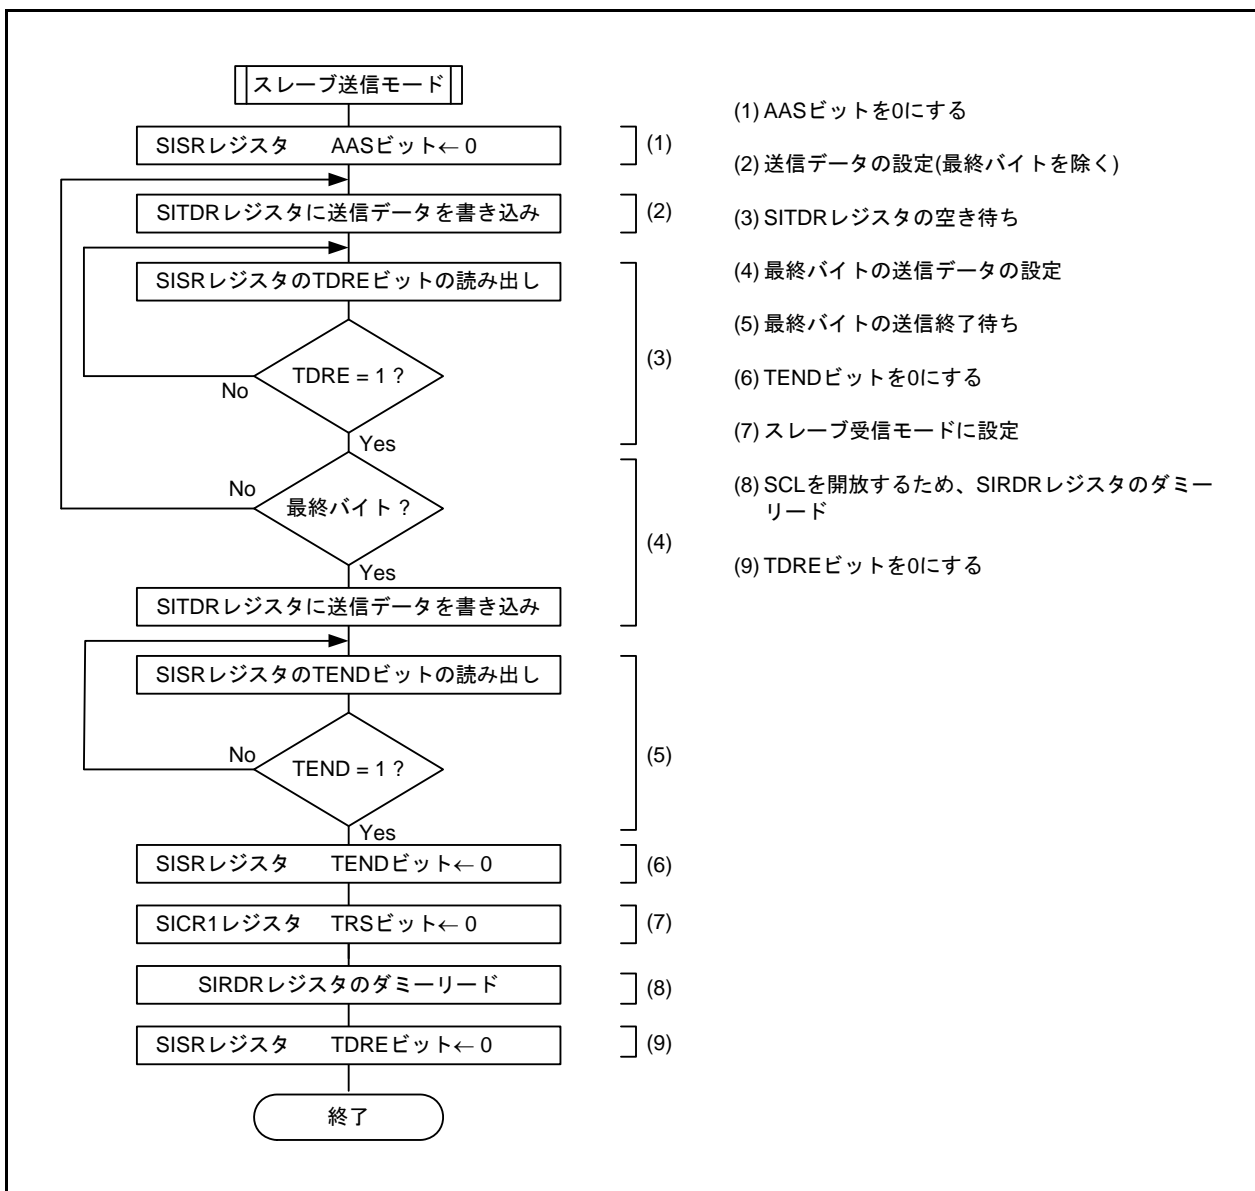 スレーブ送信モード
SISRレジスタ AASビット← 0
(1)
SITDRレジスタに送信データを書き込み
(2)
SISRレジスタのTDREビットの読み出し
TDRE = 1 ?
No
Yes
(3)
最終バイト ?
No
Yes
(4)
SITDRレジスタに送信データを書き込み
SISRレジスタのTENDビットの読み出し
TEND = 1 ?
No
Yes
(5)
SISRレジスタ TENDビット← 0
(6)
SICR1レジスタ TRSビット← 0
(7)
SIRDRレジスタのダミーリード
(8)
SISRレジスタ TDREビット← 0
(9)
終了
(1) AASビットを0にする
(2) 送信データの設定(最終バイトを除く)
(3) SITDRレジスタの空き待ち
(4) 最終バイトの送信データの設定
(5) 最終バイトの送信終了待ち
(6) TENDビットを0にする
(7) スレーブ受信モードに設定
(8) SCLを開放するため、SIRDRレジスタのダミー
リード
(9) TDREビットを0にする